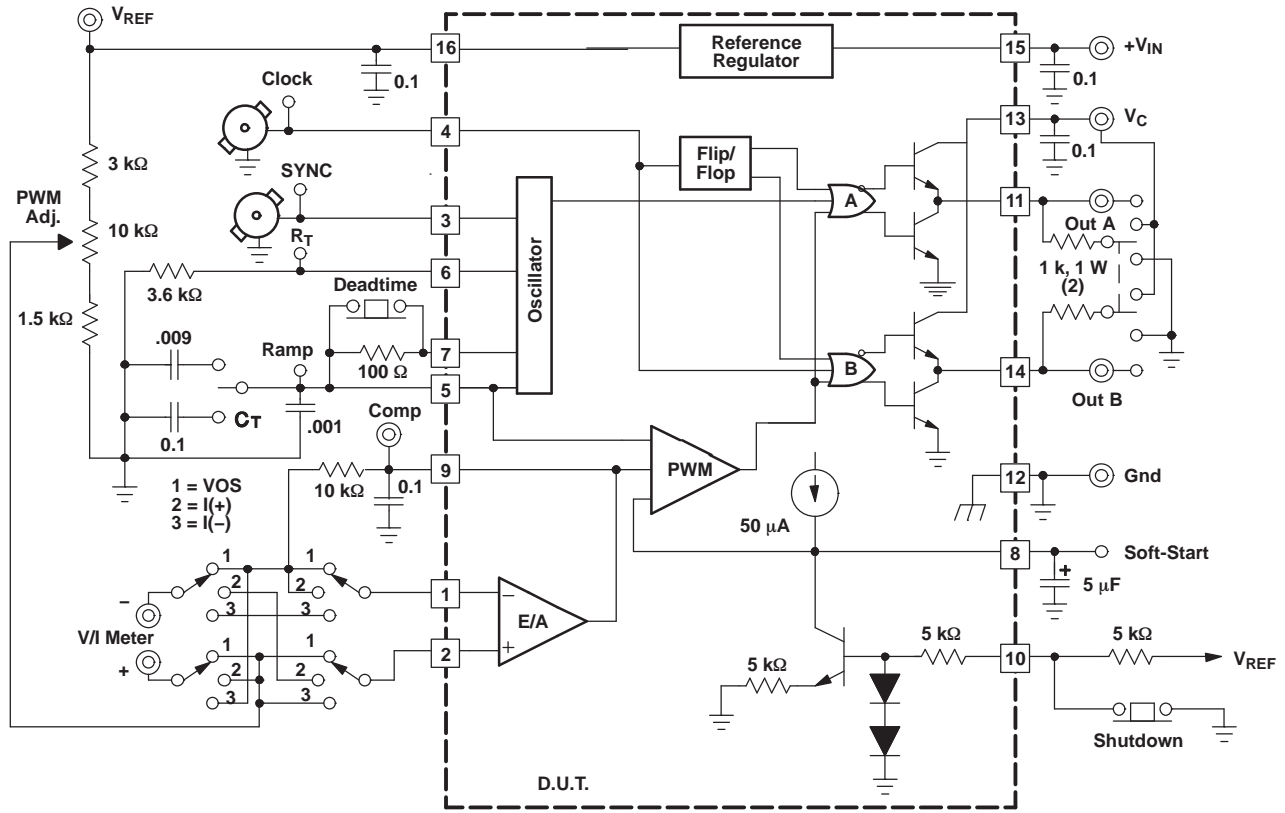 VREF
16
Reference
Regulator
15
+VIN
0.1
0.1
Clock
4
13
VC
0.1
3 kΩ
Flip/
Flop
SYNC
PWM
Adj.
10 kΩ
3
A
11
Out A
RT
6
3.6 kΩ
Oscillator
1 k, 1 W
(2)
Deadtime
1.5 kΩ
.009
Ramp
7
100 Ω
B
14
Out B
5
CT
0.1
.001
Comp
9
PWM
10 kΩ
0.1
12
Gnd
1 = VOS
2 = I(+)
3 = I(−)
50 μA
8
Soft-Start
+
5 μF
1
1
2
2
3
3
−
V/I Meter
+
1
−
E/A
+
2
1
1
2
2
3
3
5 kΩ
5 kΩ
10
5 kΩ
VREF
Shutdown
D.U.T.